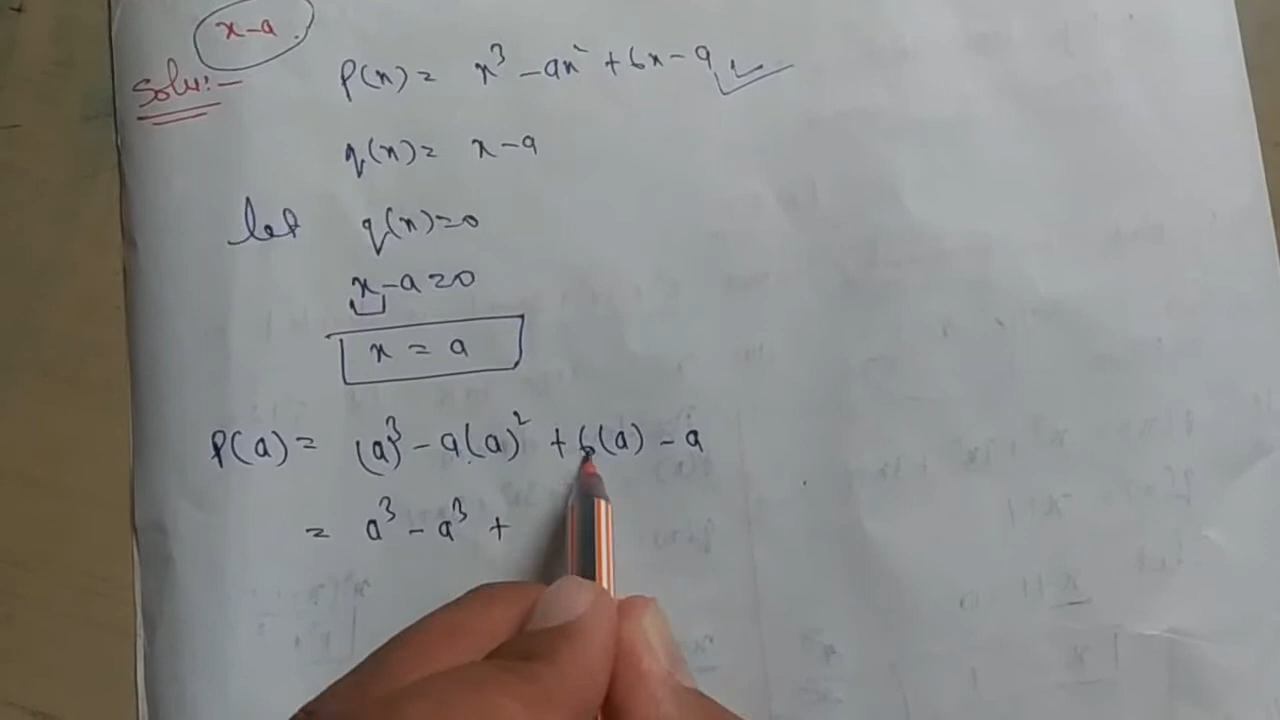 x-a
Solu:-
P(x) = x³ - ax² + 6x - a
q(x) = x - a
let q(x) = 0
x - a = 0
x = a
P(a) = (a)³ - a(a)² + 6(a) - a
= a³ - a³ +